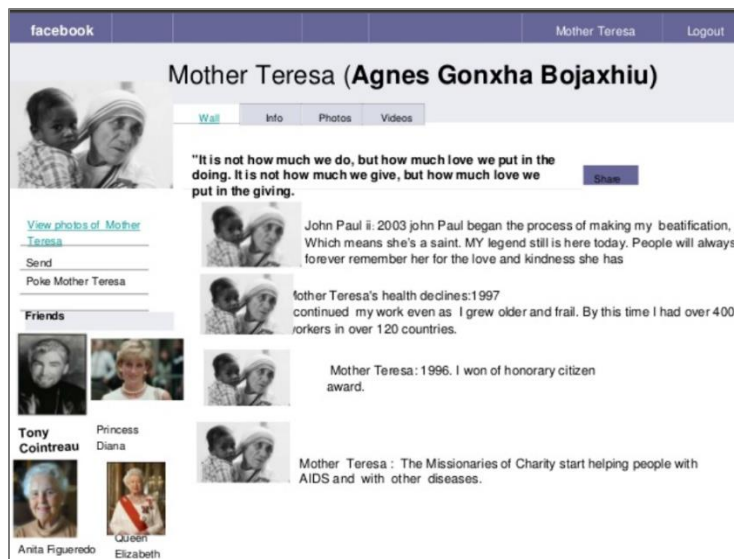 facebook
Mother Teresa
Logout
Mother Teresa (Agnes Gonxha Bojaxhiu)
Wall
Info
Photos
Videos
"It is not how much we do, but how much love we put in the
doing. It is not how much we give, but how much love we
put in the giving.
Share
View photos of Mother
Teresa
Send
Poke Mother Teresa
Friends
Tony
Cointreau
Princess
Diana
Anita Figueredo
Queen
Elizabeth
John Paul ii: 2003 john Paul began the process of making my beatification,
Which means she's a saint. MY legend still is here today. People will always
forever remember her for the love and kindness she has
Mother Teresa's health declines:1997
continued my work even as I grew older and frail. By this time I had over 400
workers in over 120 countries.
Mother Teresa: 1996. I won of honorary citizen
award.
Mother Teresa : The Missionaries of Charity start helping people with
AIDS and with other diseases.